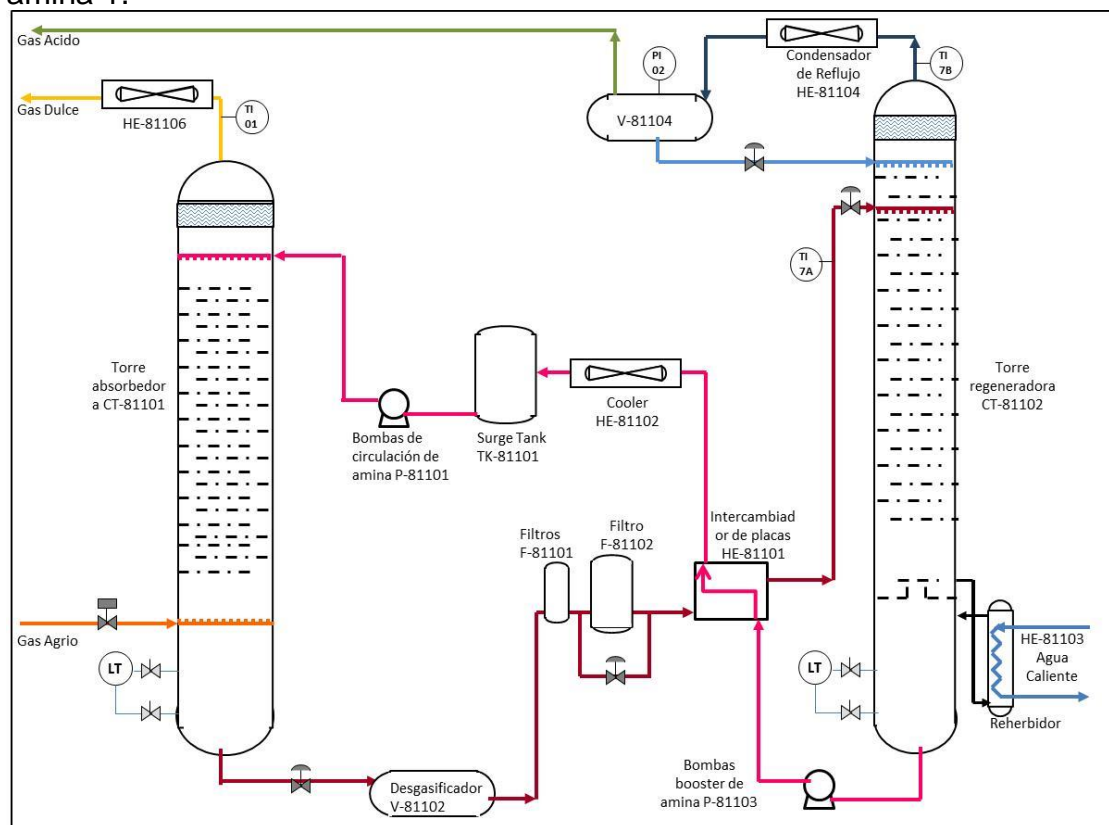 amina 1.
Gas Acido
PI
02
Condensador
de Reflujo
HE-81104
TI
7B
Gas Dulce
HE-81106
TI
01
V-81104
TI
7A
Torre
absorbedor
a CT-81101
Bombas de
circulación de
amina P-81101
Surge Tank
TK-81101
Cooler
HE-81102
Torre
regeneradora
CT-81102
Filtros
F-81101
Filtro
F-81102
Intercambiad
or de placas
HE-81101
Gas Agrio
LT
LT
HE-81103
Agua
Caliente
Reherbidor
Desgasificador
V-81102
Bombas
booster de
amina P-81103